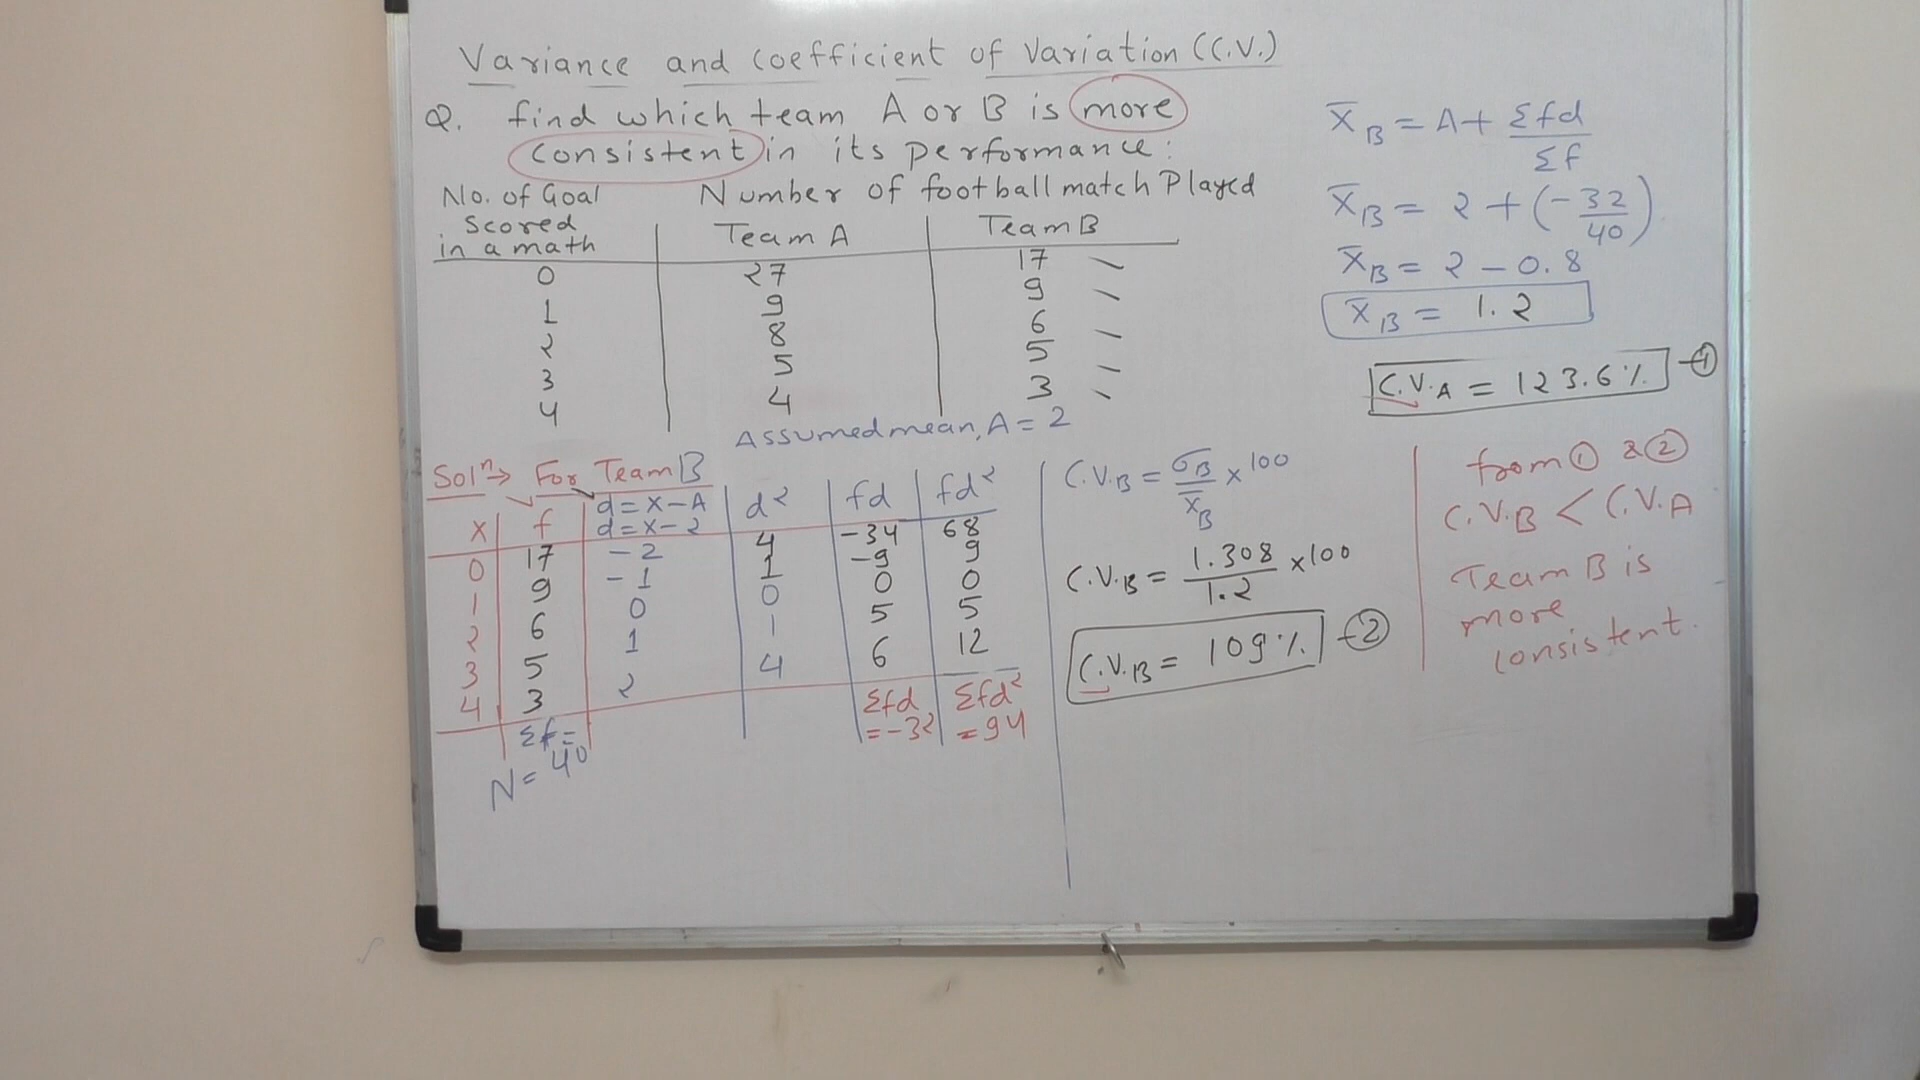 Variance and Coefficient of Variation (C.V.)
Q. find which team A or B is more
consistent in its performance:
No. of Goal Scored in a math | Number of football match Played
Team A | Team B
0 | 27 | 17
1 | 9 | 9
2 | 8 | 6
3 | 5 | 5
4 | 4 | 3
Assumed mean, A = 2
Solⁿ→ For Team B
x | f | d=x-A d=x-2 | d² | fd | fd²
0 | 17 | -2 | 4 | -34 | 68
1 | 9 | -1 | 1 | -9 | 9
2 | 6 | 0 | 0 | 0 | 0
3 | 5 | 1 | 1 | 5 | 5
4 | 3 | 2 | 4 | 6 | 12
Σf= | Σfd =-32 | Σfd² =94
N=40
C.V.B = σB/x̄B x100
C.V.B = 1.308/1.2 x100
C.V.B = 109% -②
x̄B = A+ Σfd/Σf
x̄B = 2+(-32/40)
x̄B = 2-0.8
x̄B = 1.2
C.V.A = 123.6% -①
from ① & ②
C.V.B < C.V.A
Team B is
more
consistent.